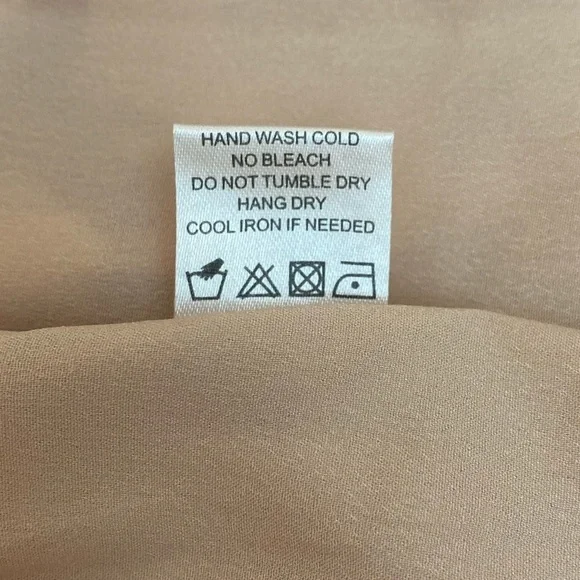 HAND WASH COLD
NO BLEACH
DO NOT TUMBLE DRY
HANG DRY
COOL IRON IF NEEDED